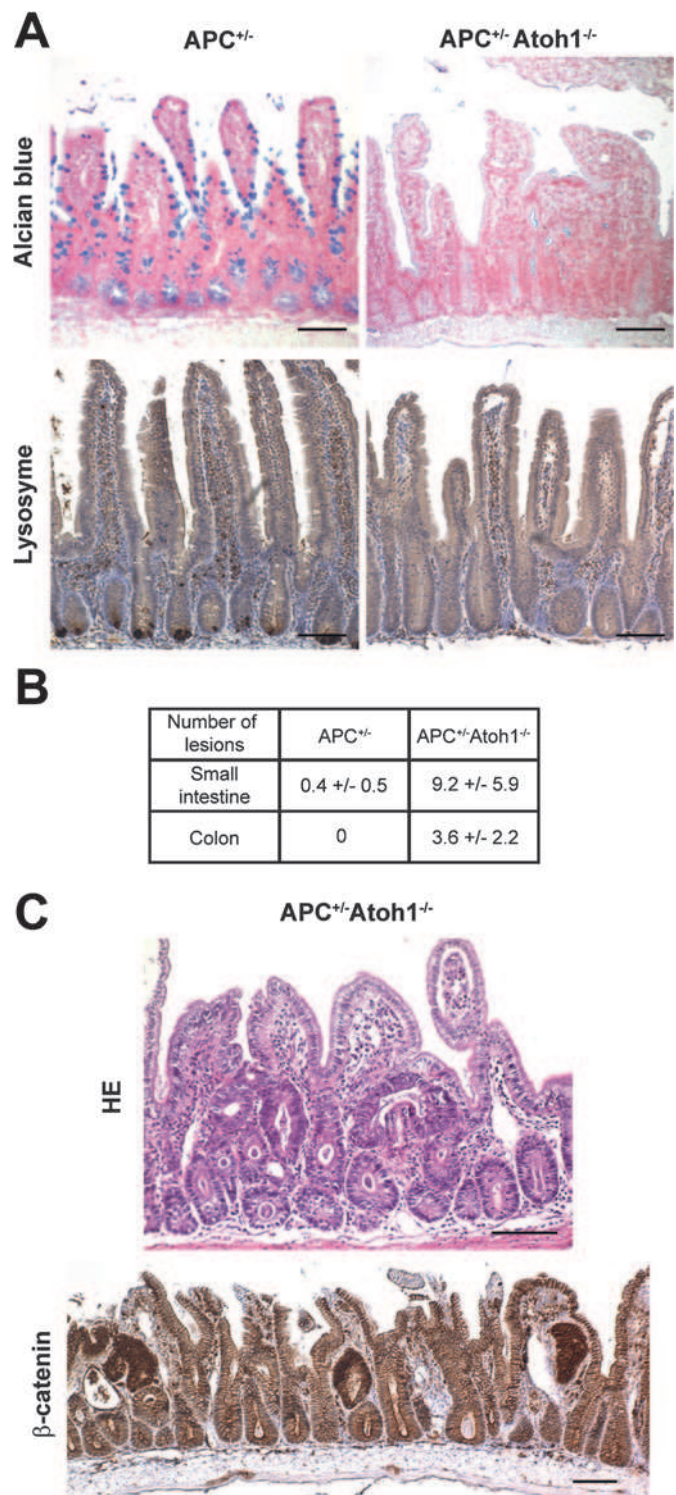 A
APC+/-
APC+/- Atoh1-/-
Alcian blue
Lysosyme
B
Number of lesions | APC+/- | APC+/-Atoh1-/-
Small intestine | 0.4 +/- 0.5 | 9.2 +/- 5.9
Colon | 0 | 3.6 +/- 2.2
C
APC+/-Atoh1-/-
HE
β-catenin